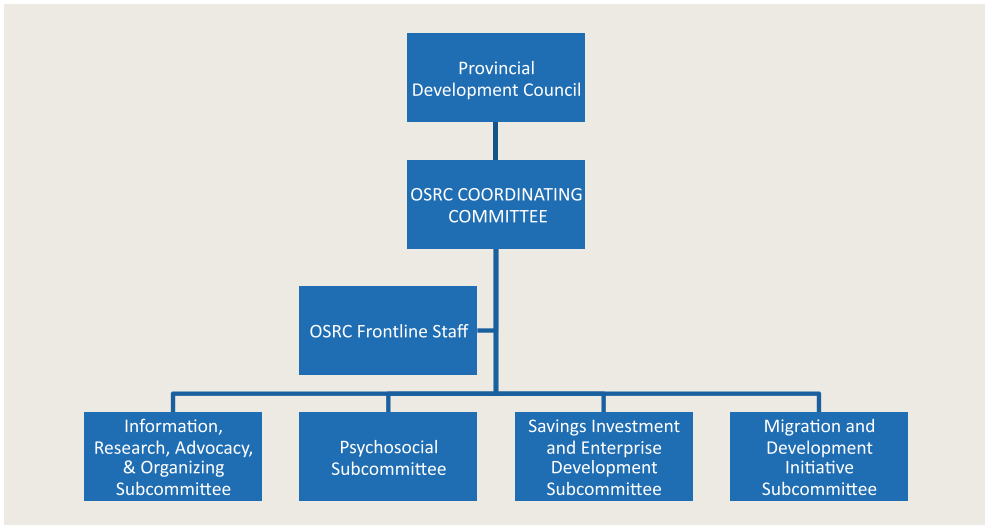 Provincial
Development Council
OSRC COORDINATING
COMMITTEE
OSRC Frontline Staff
Information,
Research, Advocacy,
& Organizing
Subcommittee
Psychosocial
Subcommittee
Savings Investment
and Enterprise
Development
Subcommittee
Migration and
Development
Initiative
Subcommittee